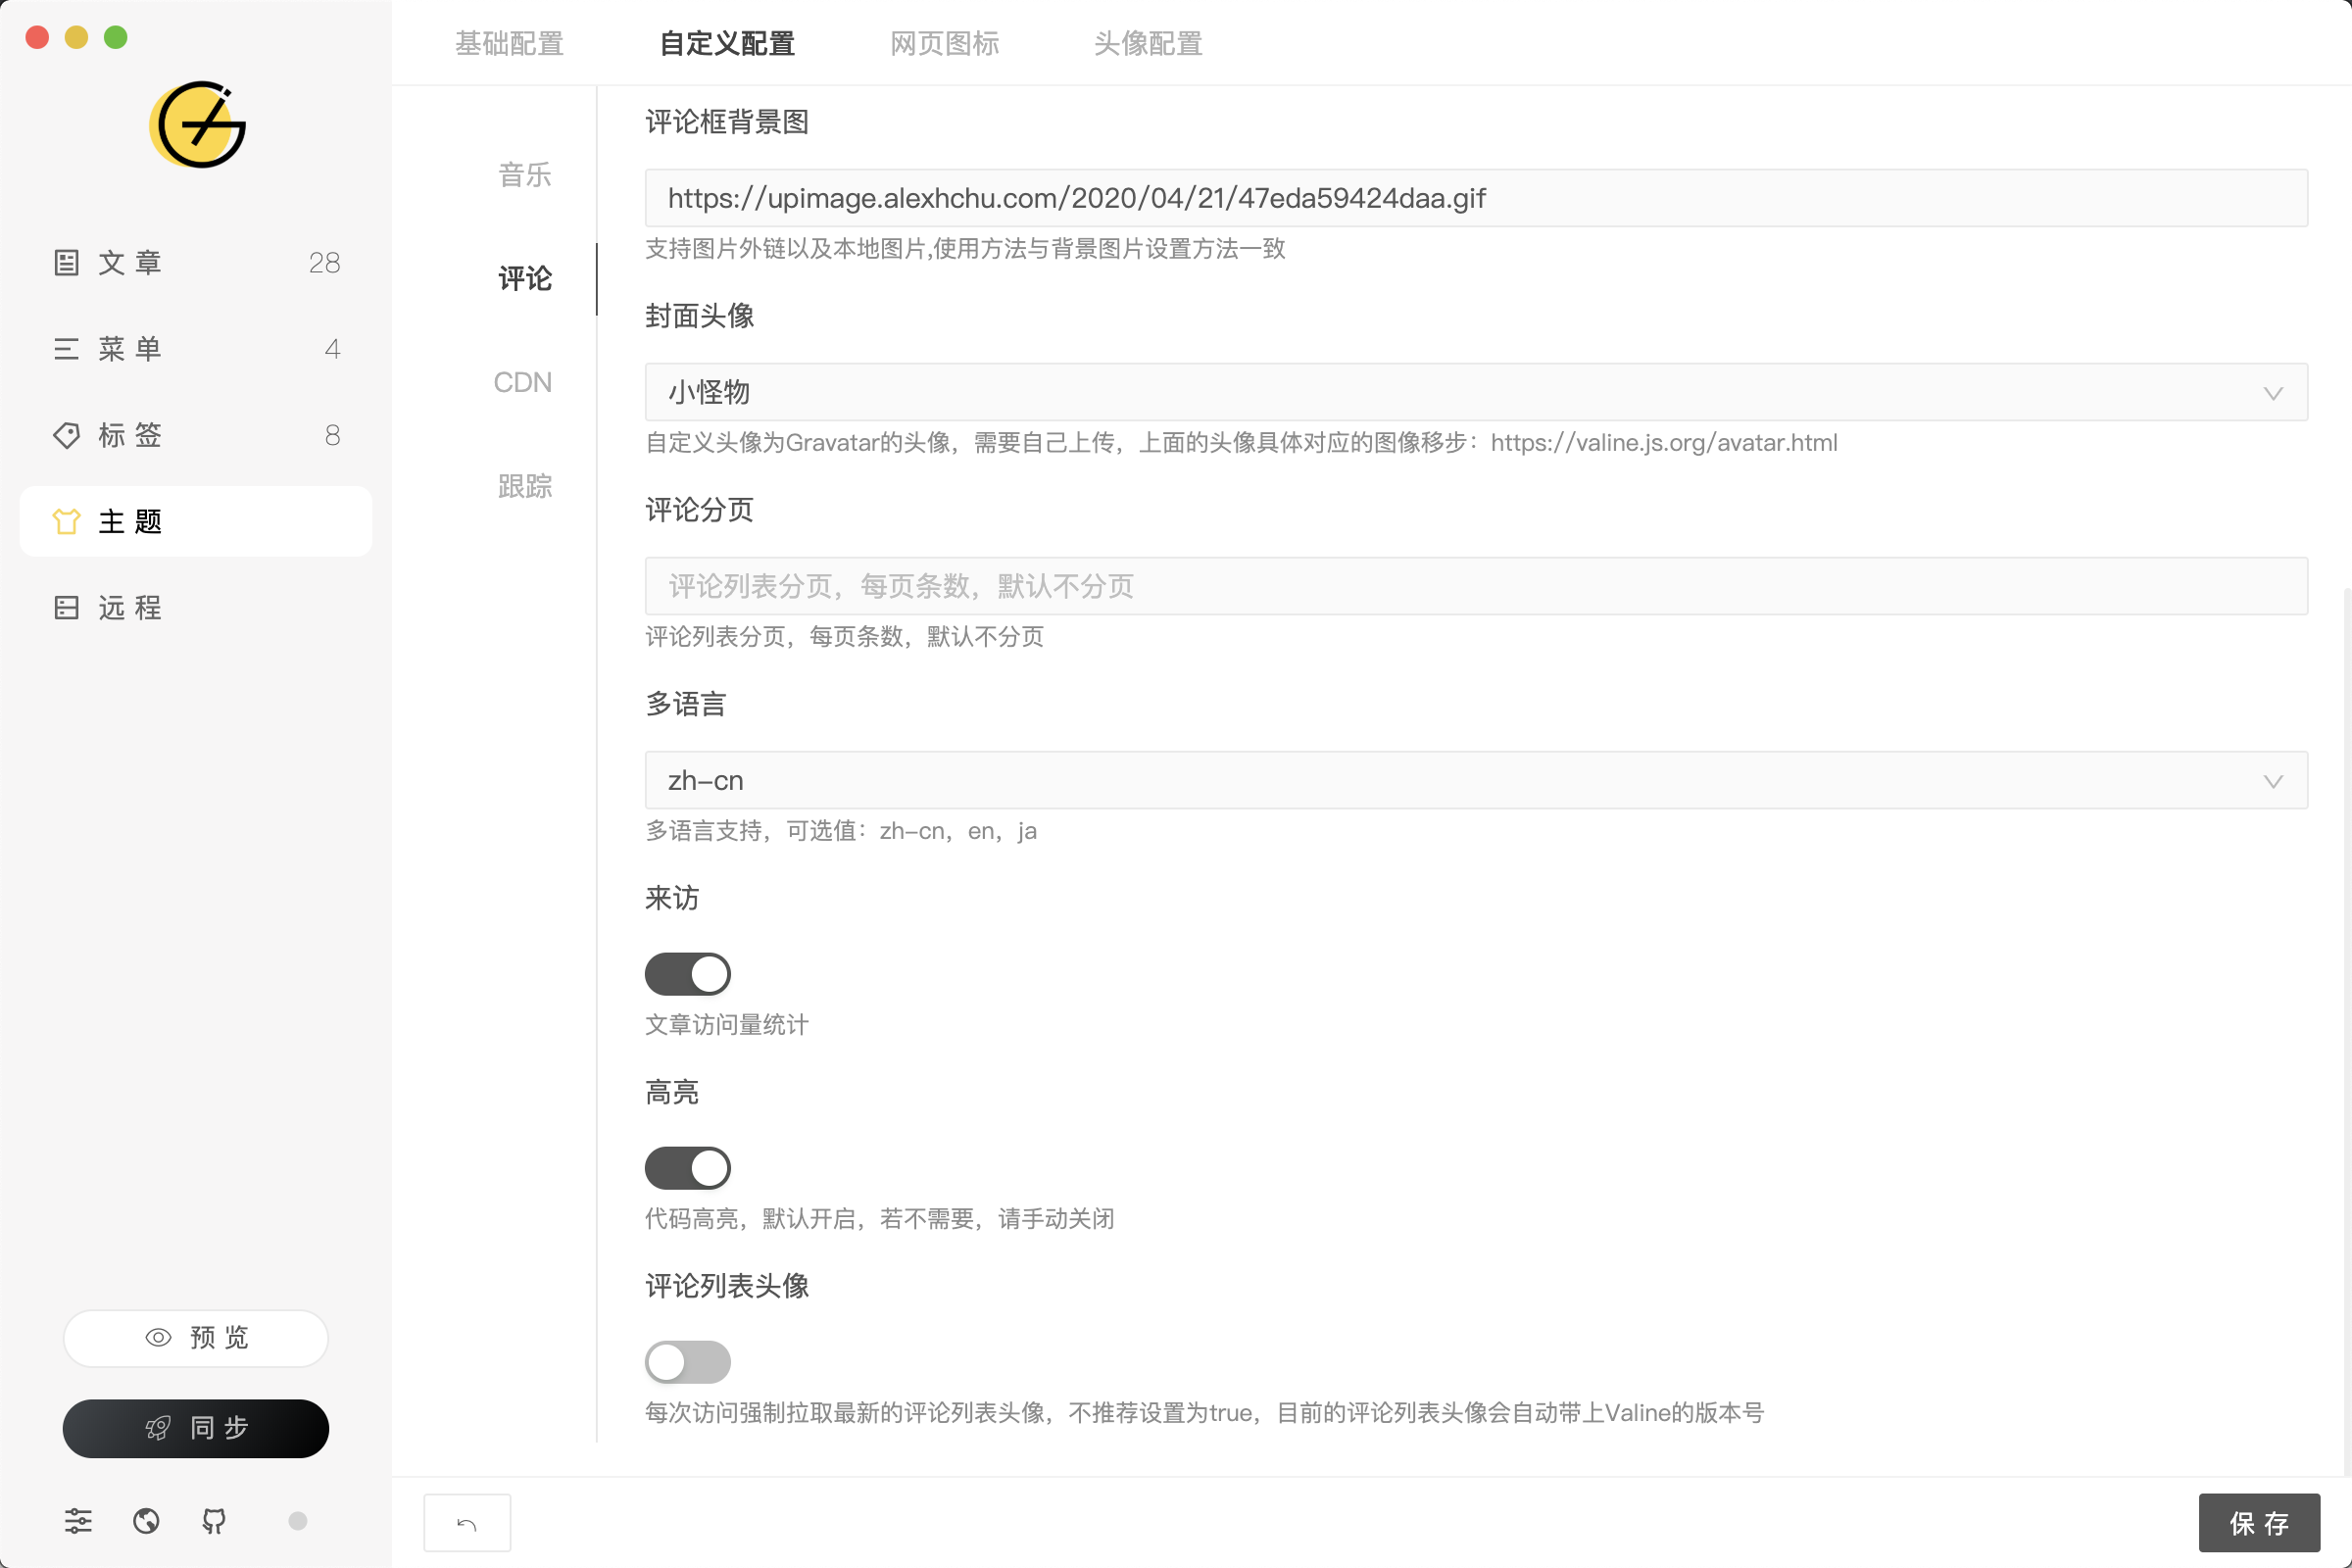 基础配置 自定义配置 网页图标 头像配置
文章 28
菜单 4
标签 8
主题
远程
预览
同步
音乐
评论
CDN
跟踪
评论框背景图
https://upimage.alexhchu.com/2020/04/21/47eda59424daa.gif
支持图片外链以及本地图片,使用方法与背景图片设置方法一致
封面头像
小怪物
自定义头像为Gravatar的头像，需要自己上传，上面的头像具体对应的图像移步：https://valine.js.org/avatar.html
评论分页
评论列表分页，每页条数，默认不分页
评论列表分页，每页条数，默认不分页
多语言
zh-cn
多语言支持，可选值：zh-cn，en，ja
来访
文章访问量统计
高亮
代码高亮，默认开启，若不需要，请手动关闭
评论列表头像
每次访问强制拉取最新的评论列表头像，不推荐设置为true，目前的评论列表头像会自动带上Valine的版本号
保存